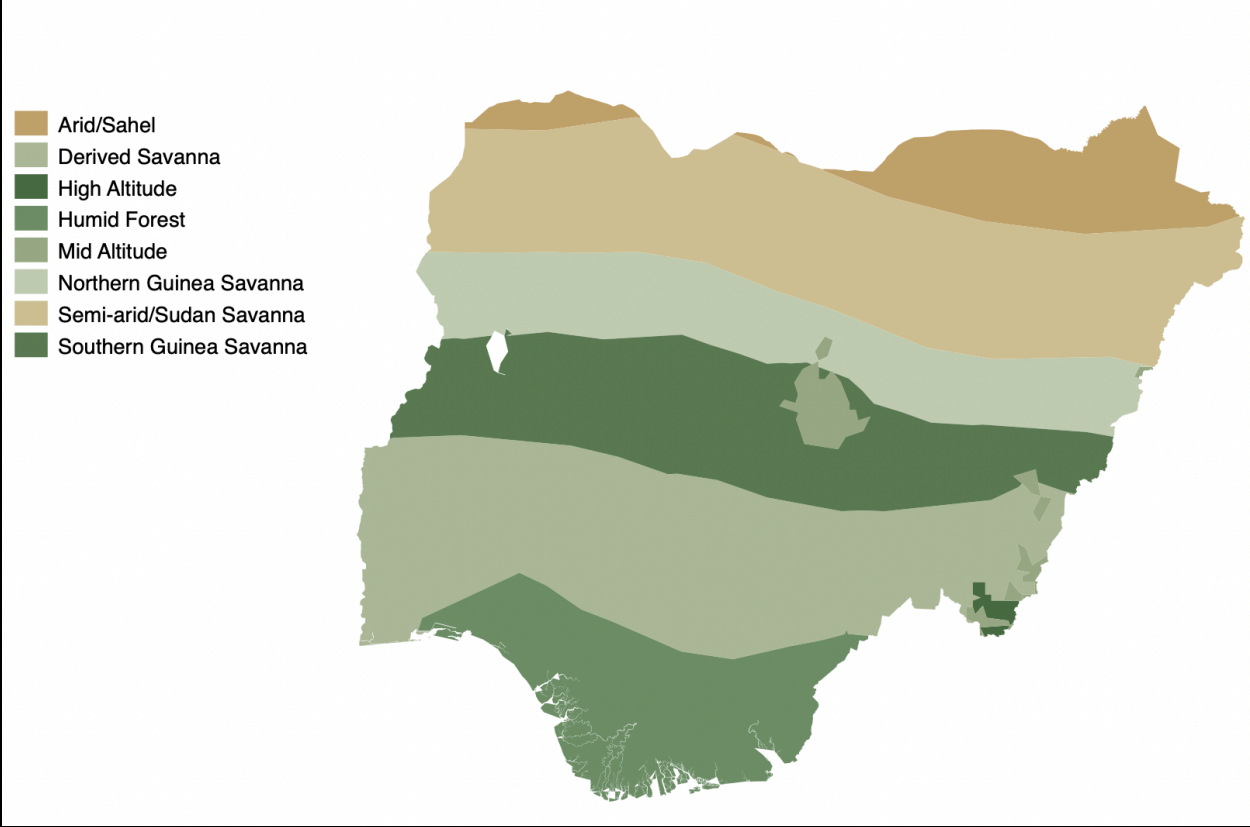 Arid/Sahel
Derived Savanna
High Altitude
Humid Forest
Mid Altitude
Northern Guinea Savanna
Semi-arid/Sudan Savanna
Southern Guinea Savanna